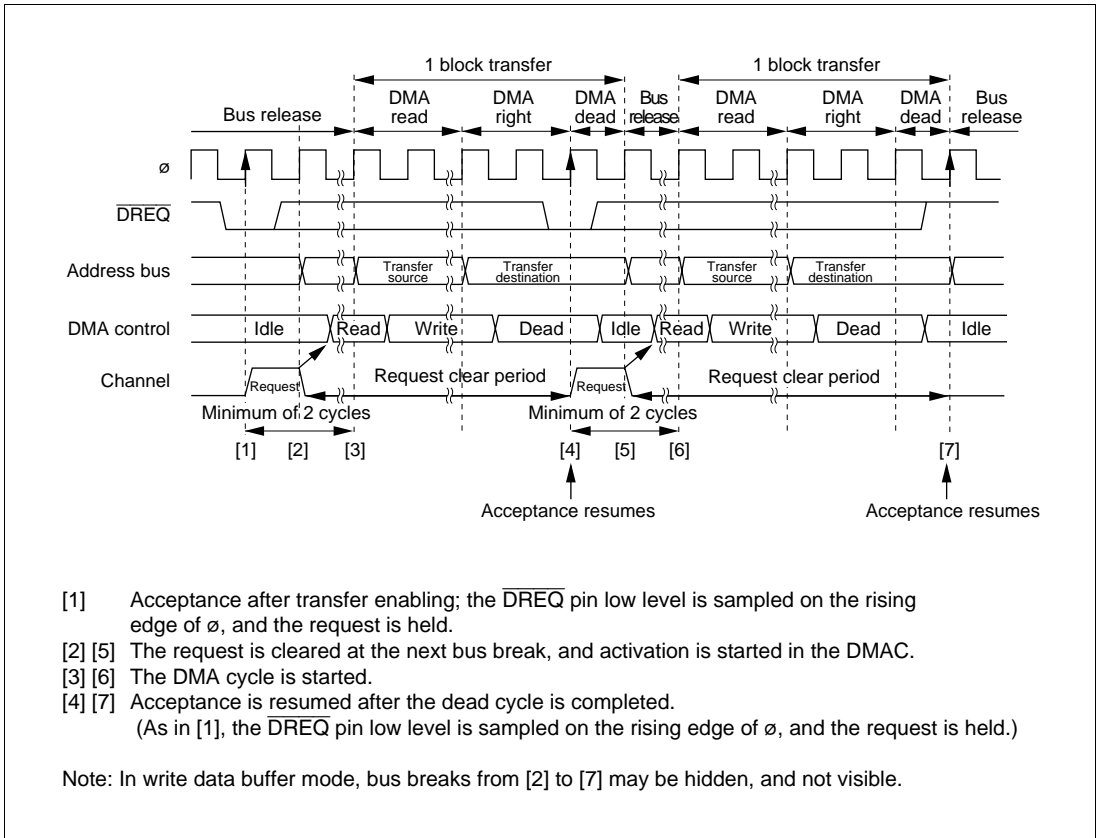 1 block transfer 1 block transfer
Bus release DMA read DMA right DMA dead Bus release DMA read DMA right DMA dead Bus release
ø
DREQ
Address bus Transfer source Transfer destination Transfer source Transfer destination
DMA control Idle Read Write Dead Idle Read Write Dead Idle
Channel Request Request clear period Request Request clear period
Minimum of 2 cycles Minimum of 2 cycles
[1] [2] [3] [4] [5] [6] [7]
Acceptance resumes Acceptance resumes
[1] Acceptance after transfer enabling; the DREQ pin low level is sampled on the rising
edge of ø, and the request is held.
[2] [5] The request is cleared at the next bus break, and activation is started in the DMAC.
[3] [6] The DMA cycle is started.
[4] [7] Acceptance is resumed after the dead cycle is completed.
(As in [1], the DREQ pin low level is sampled on the rising edge of ø, and the request is held.)
Note: In write data buffer mode, bus breaks from [2] to [7] may be hidden, and not visible.